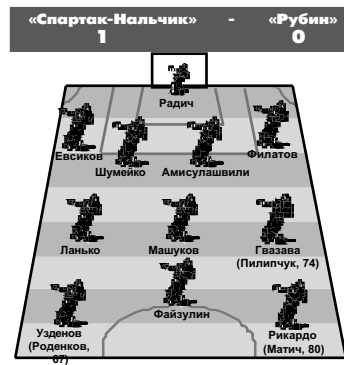 «Спартак-Нальчик» - «Рубин»
1 0
Радич
Евсиков Филатов
Шумейко Амисулашвили
Ланько Машуков Гвазава
(Пилипчук, 74)
Файзулин
Узденов Рикардо
(Роденков, (Матич, 80)
67)